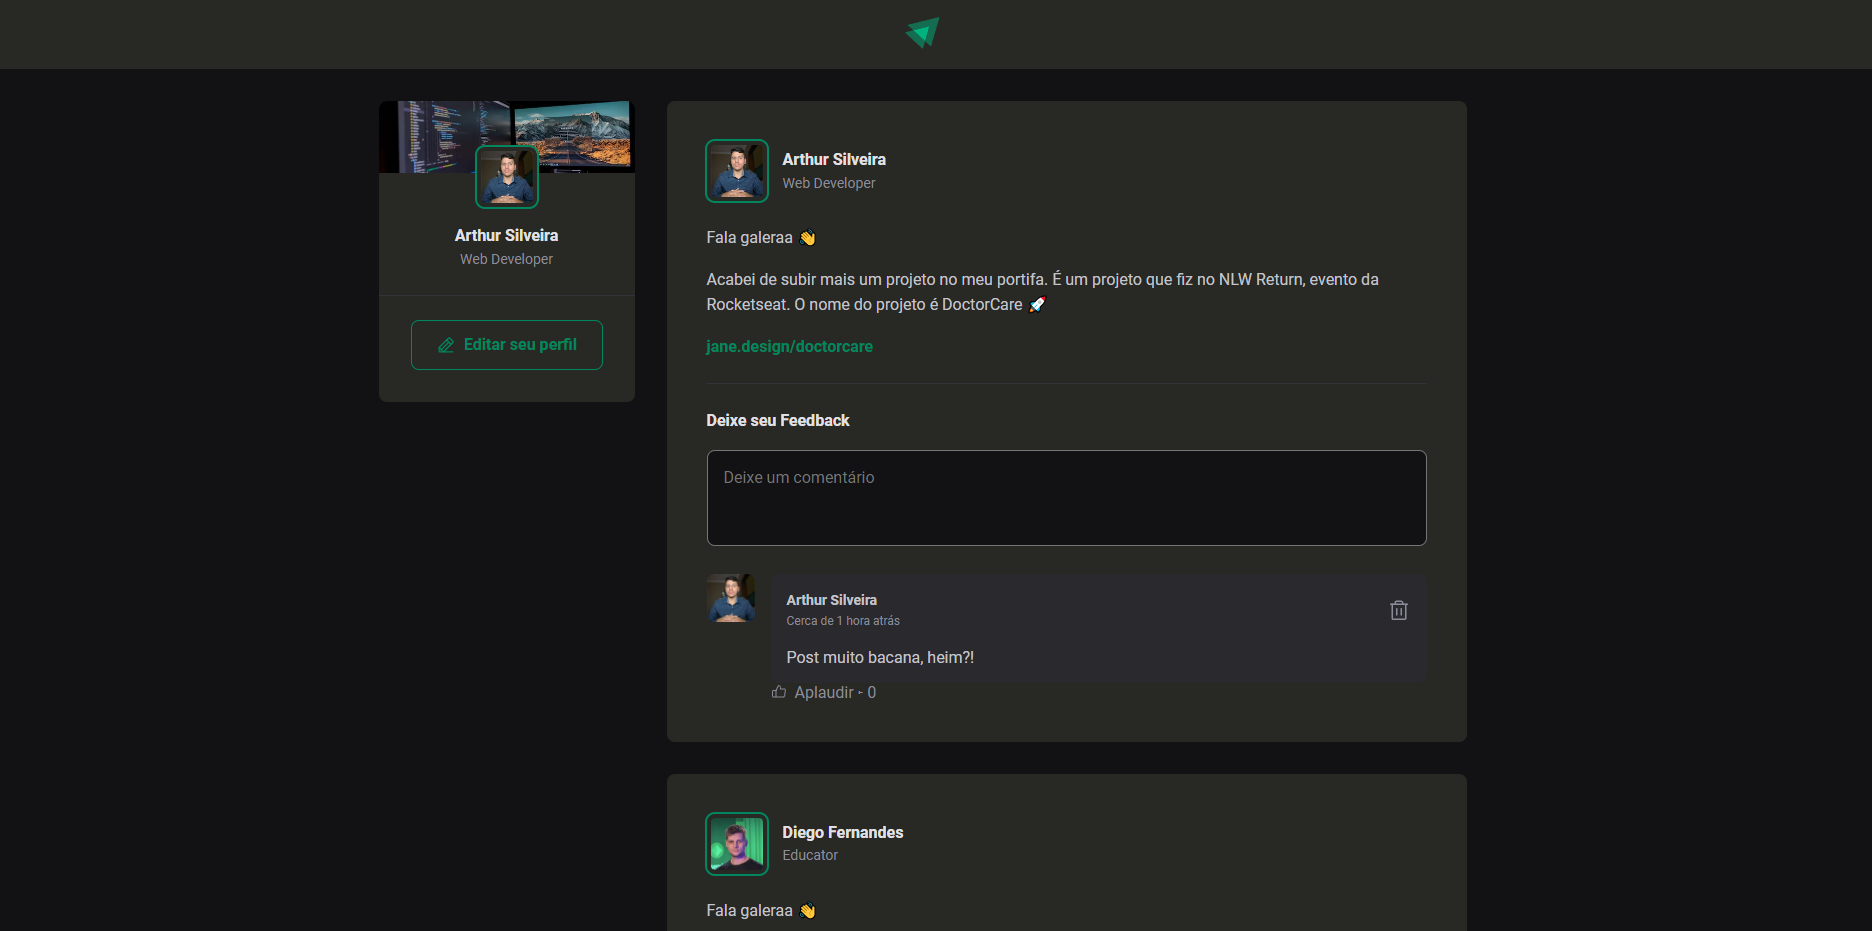 Arthur Silveira
Web Developer
Editar seu perfil
Arthur Silveira
Web Developer
Fala galeraa 👋
Acabei de subir mais um projeto no meu portifa. É um projeto que fiz no NLW Return, evento da
Rocketseat. O nome do projeto é DoctorCare 🚀
jane.design/doctorcare
Deixe seu Feedback
Deixe um comentário
Arthur Silveira
Cerca de 1 hora atrás
Post muito bacana, heim?!
Aplaudir - 0
Diego Fernandes
Educator
Fala galeraa 👋